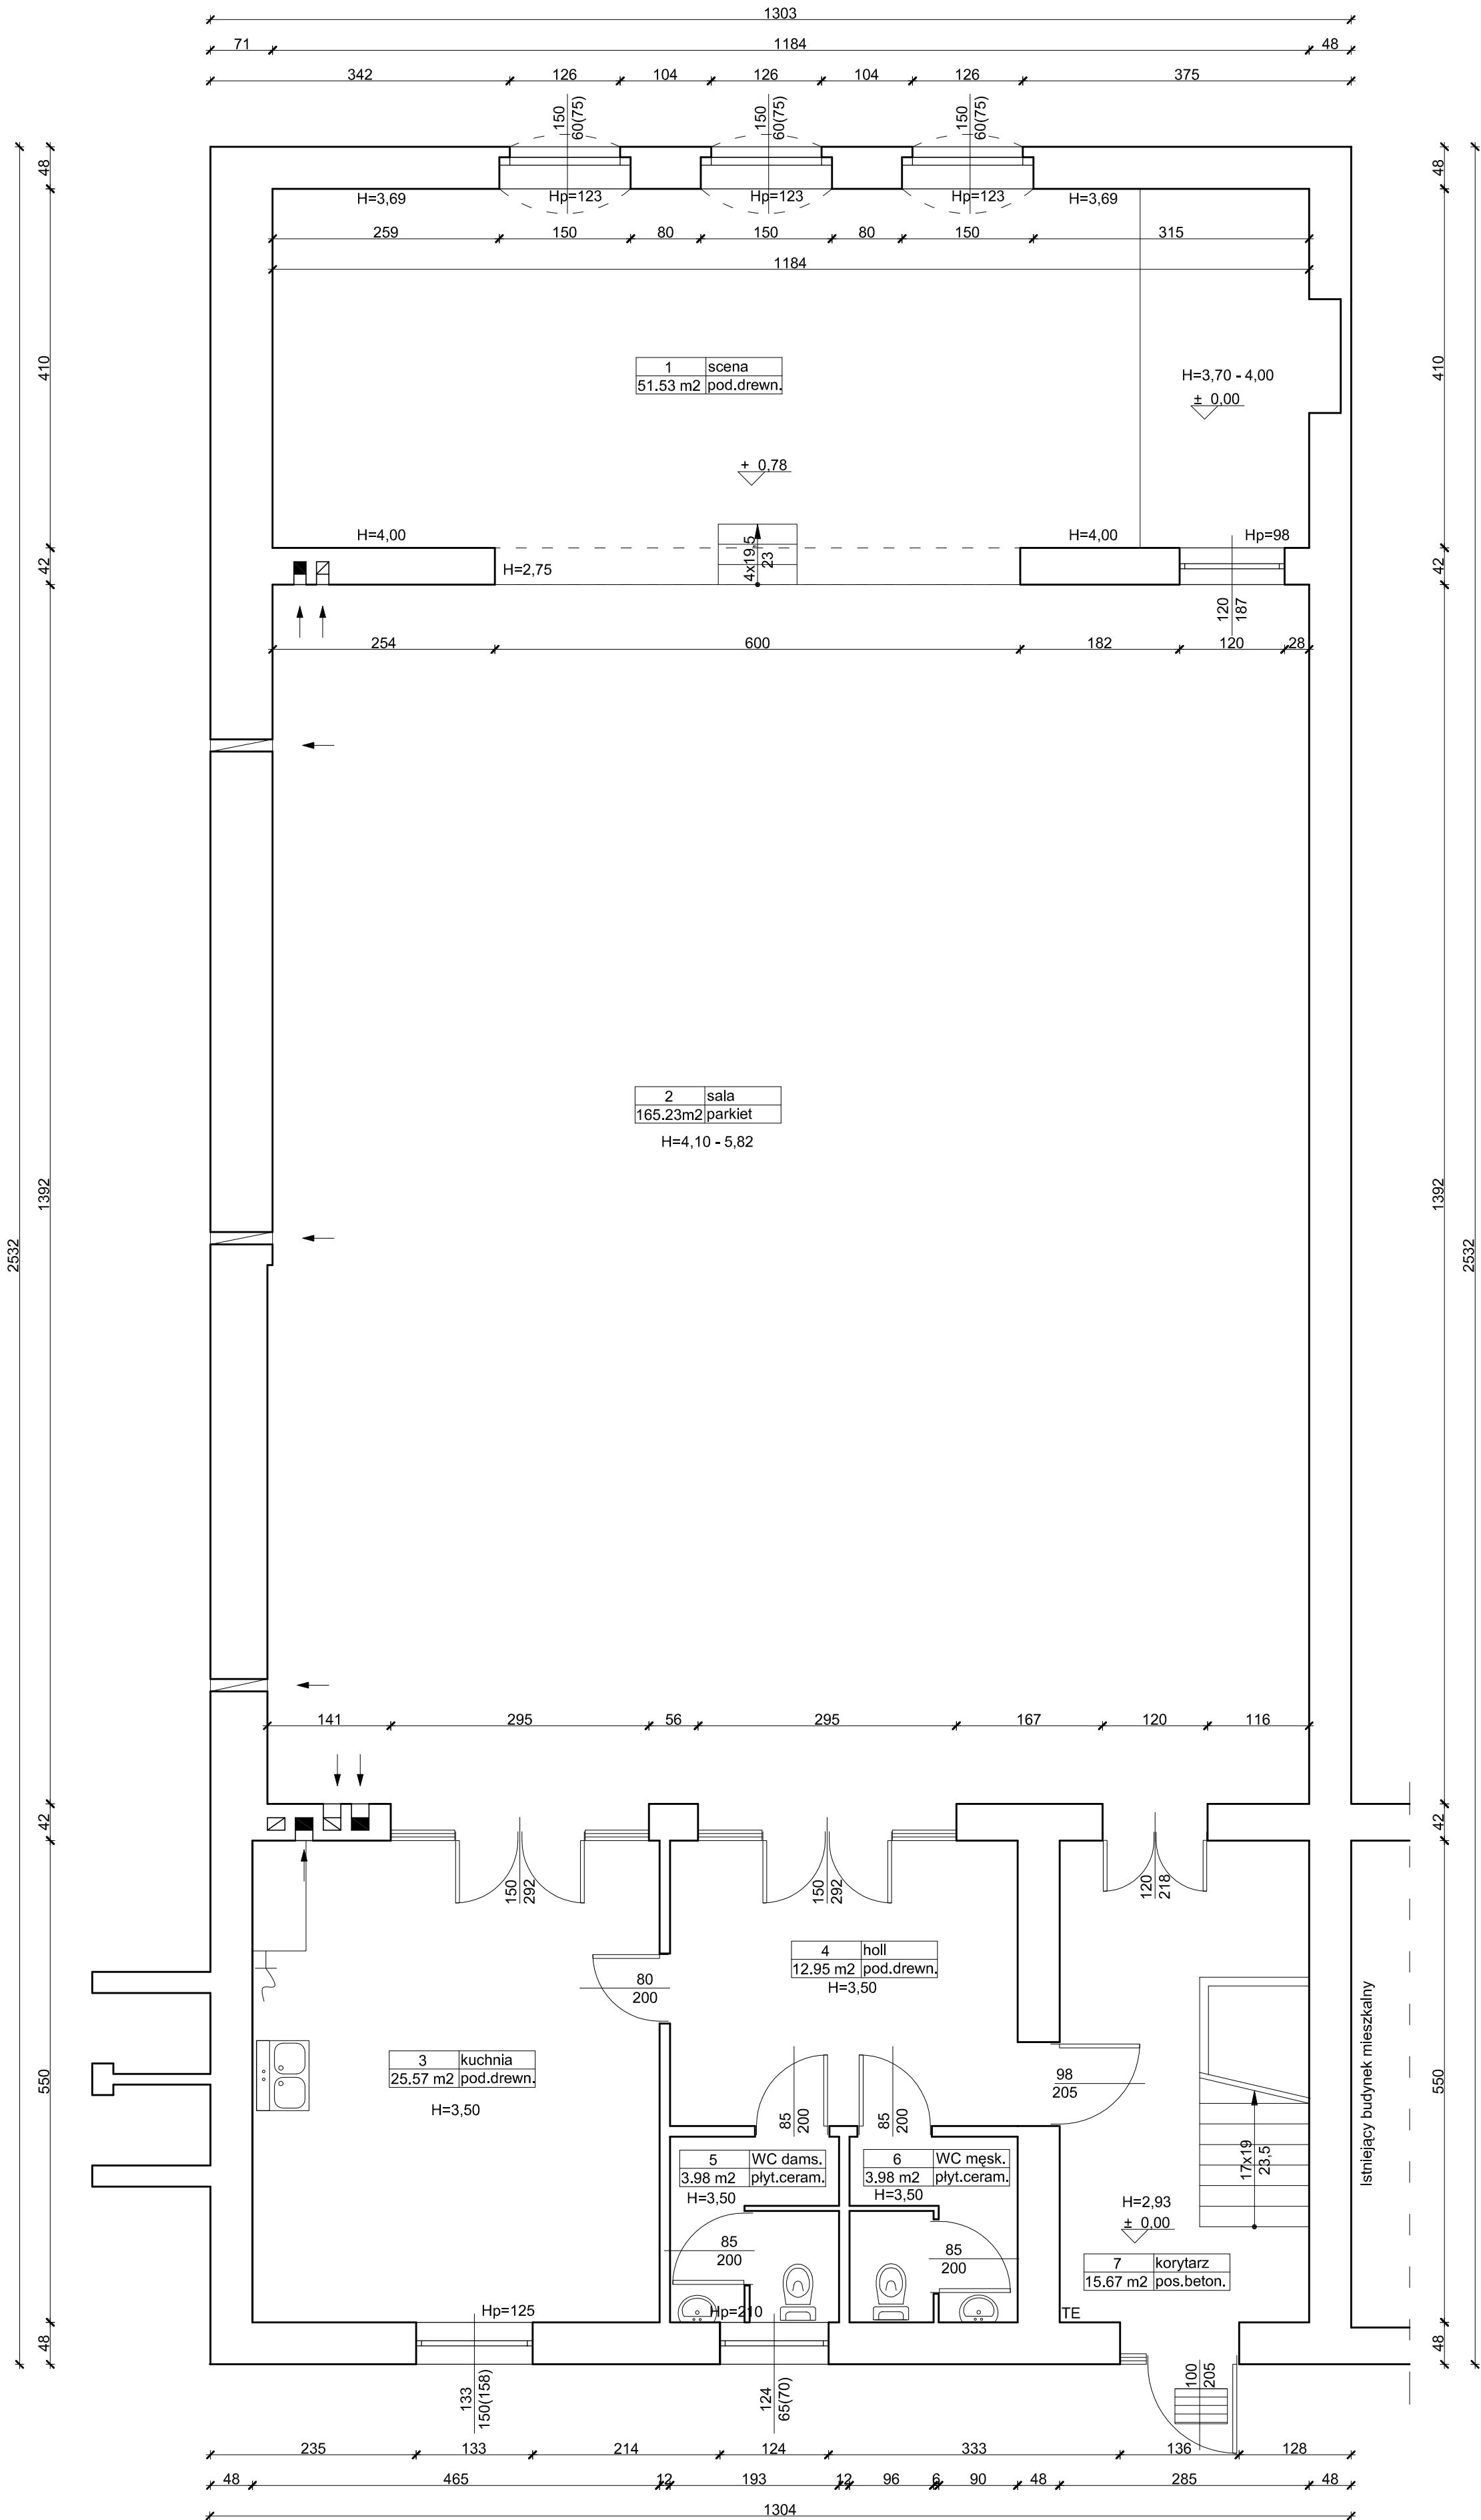 1303
71 1184 48
342 126 104 126 104 126 375
150 60(75) 150 60(75) 150 60(75)
48 48
H=3,69 Hp=123 Hp=123 Hp=123 H=3,69
259 150 80 150 80 150 315
1184
410 410
1 scena
51.53 m2 pod.drewn.
H=3,70 - 4,00
± 0,00
+ 0,78
H=4,00 H=4,00 Hp=98
42 42
H=2,75
4x19,5
23
120
187
254 600 182 120 28
2 sala
165.23m2 parkiet
H=4,10 - 5,82
1392 1392
2532 2532
141 295 56 295 167 120 116
42 42
150
292
150
292
120
218
4 holl
12.95 m2 pod.drewn.
H=3,50
80
200
3 kuchnia
25.57 m2 pod.drewn.
H=3,50
98
205
85
200
85
200
550 550
Istniejący budynek mieszkalny
5 WC dams.
3.98 m2 płyt.ceram.
H=3,50
6 WC męsk.
3.98 m2 płyt.ceram.
H=3,50
17x19
23,5
H=2,93
± 0,00
85
200
85
200
7 korytarz
15.67 m2 pos.beton.
Hp=125 Hp=210 TE
48 48
133
150(158)
124
65(70)
100
205
235 133 214 124 333 136 128
48 465 12 193 12 96 6 90 48 285 48
1304